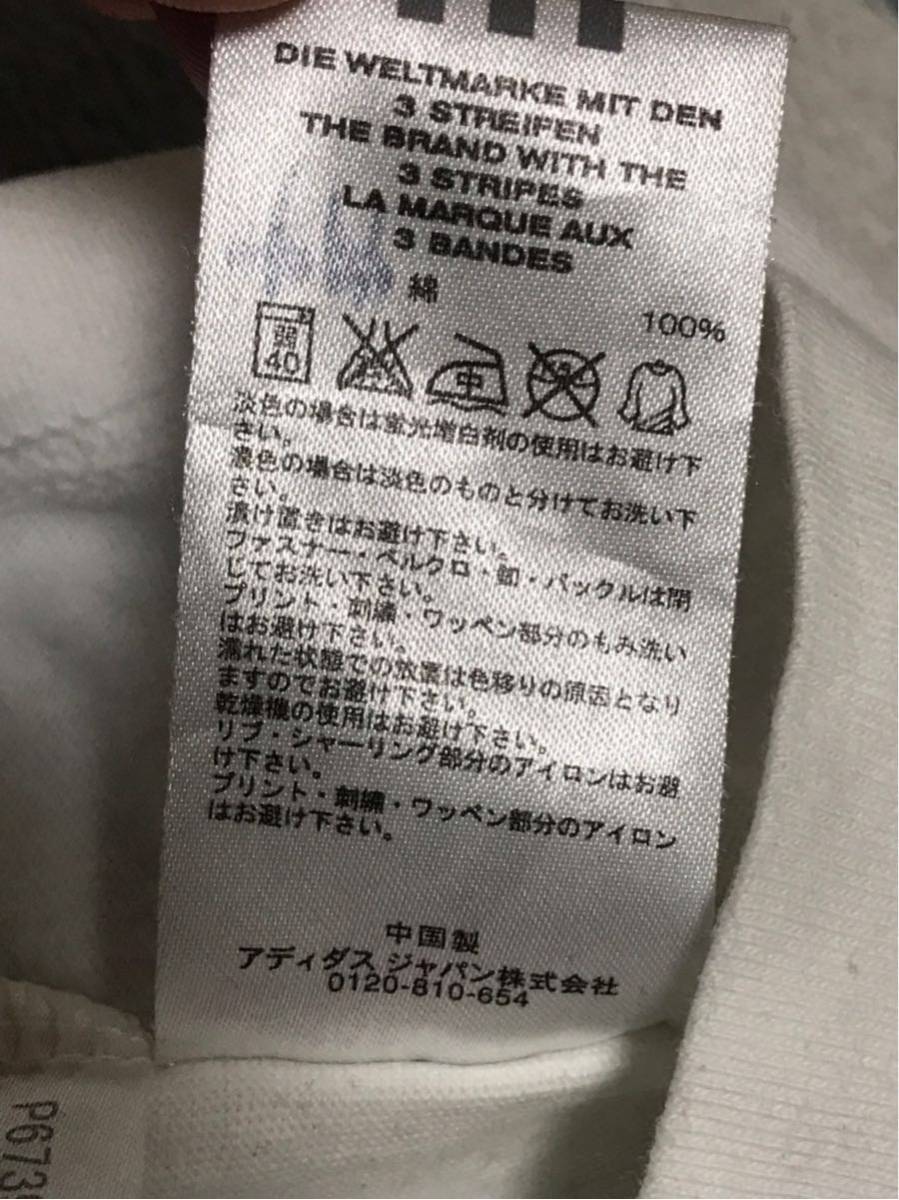 DIE WELTMARKE MIT DEN
3 STREIFEN
THE BRAND WITH THE
3 STRIPES
LA MARQUE AUX
3 BANDES
綿 100%
弱
40
中
淡色の場合は蛍光増白剤の使用はお避け下
さい。
濃色の場合は淡色のものと分けてお洗い下
さい。
漬け置きはお避け下さい。
ファスナー・ベルクロ・釦・バックルは閉
じてお洗い下さい。
プリント・刺繍・ワッペン部分のもみ洗い
はお避け下さい。
濡れた状態での放置は色移りの原因となり
ますのでお避け下さい。
乾燥機の使用はお避け下さい。
リブ・シャーリング部分のアイロンはお避
け下さい。
プリント・刺繍・ワッペン部分のアイロン
はお避け下さい。
中国製
アディダス ジャパン株式会社
0120-810-654
P673